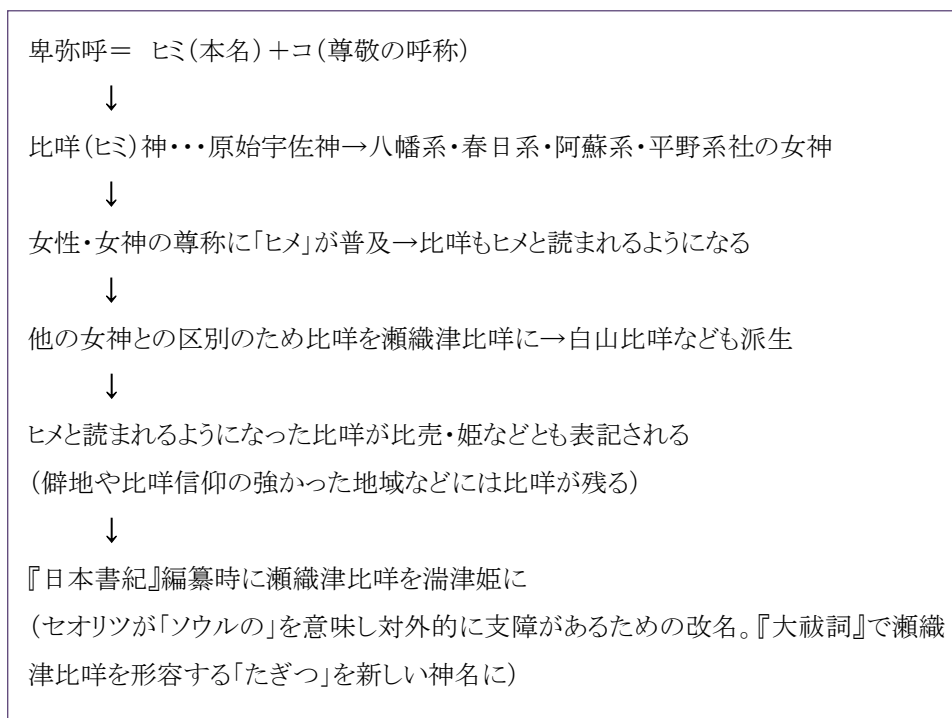 卑弥呼＝　ヒミ（本名）＋コ（尊敬の呼称）
↓
比咩（ヒミ）神・・・原始宇佐神→八幡系・春日系・阿蘇系・平野系社の女神
↓
女性・女神の尊称に「ヒメ」が普及→比咩もヒメと読まれるようになる
↓
他の女神との区別のため比咩を瀬織津比咩に→白山比咩なども派生
↓
ヒメと読まれるようになった比咩が比売・姫などとも表記される
（僻地や比咩信仰の強かった地域などには比咩が残る）
↓
『日本書紀』編纂時に瀬織津比咩を湍津姫に
（セオリツが「ソウルの」を意味し対外的に支障があるための改名。『大祓詞』で瀬織
津比咩を形容する「たぎつ」を新しい神名に）